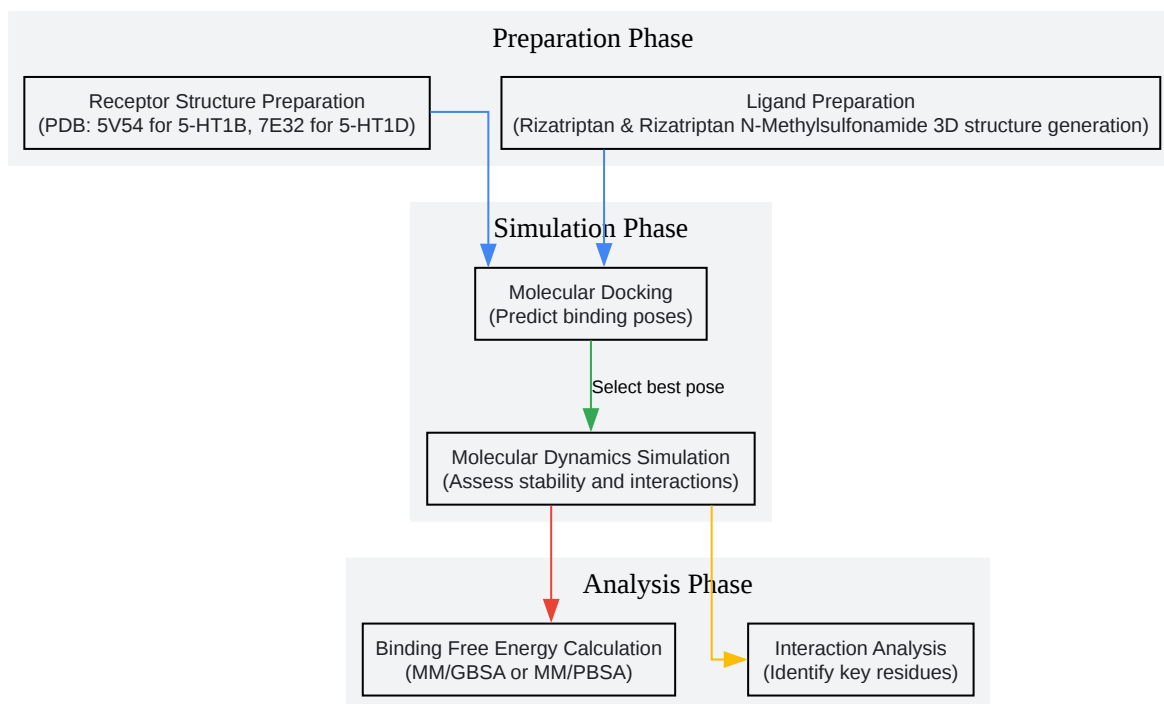 Preparation Phase
Receptor Structure Preparation
(PDB: 5V54 for 5-HT1B, 7E32 for 5-HT1D)
Ligand Preparation
(Rizatriptan & Rizatriptan N-Methylsulfonamide 3D structure generation)
Simulation Phase
Molecular Docking
(Predict binding poses)
Select best pose
Molecular Dynamics Simulation
(Assess stability and interactions)
Analysis Phase
Binding Free Energy Calculation
(MM/GBSA or MM/PBSA)
Interaction Analysis
(Identify key residues)